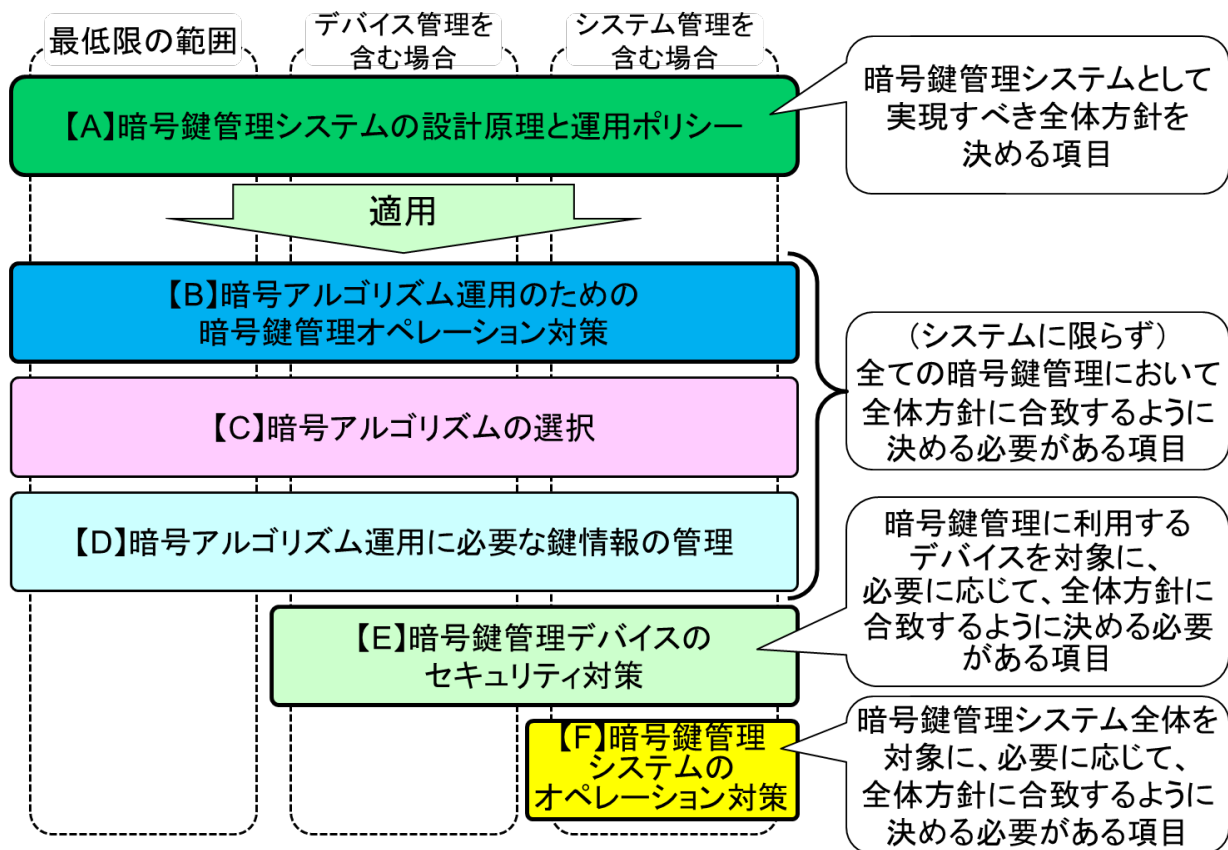 最低限の範囲
デバイス管理を
含む場合
システム管理を
含む場合
【A】暗号鍵管理システムの設計原理と運用ポリシー
暗号鍵管理システムとして
実現すべき全体方針を
決める項目
適用
【B】暗号アルゴリズム運用のための
暗号鍵管理オペレーション対策
【C】暗号アルゴリズムの選択
【D】暗号アルゴリズム運用に必要な鍵情報の管理
（システムに限らず）
全ての暗号鍵管理において
全体方針に合致するように
決める必要がある項目
【E】暗号鍵管理デバイスの
セキュリティ対策
暗号鍵管理に利用する
デバイスを対象に、
必要に応じて、全体方針に
合致するように決める必要
がある項目
【F】暗号鍵管理
システムの
オペレーション対策
暗号鍵管理システム全体を
対象に、必要に応じて、
全体方針に合致するように
決める必要がある項目